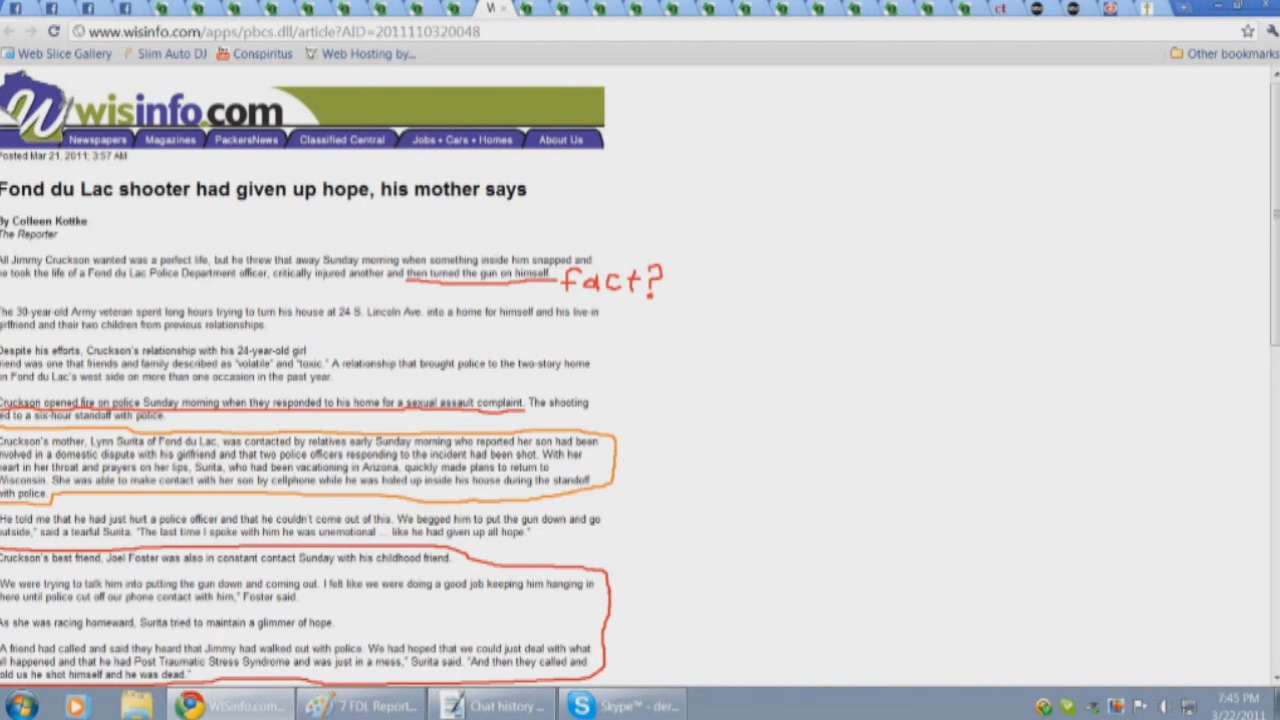 www.wisinfo.com/apps/pbcs.dll/article?AID=2011110320048
Web Slice Gallery Slim Auto DJ Conspiritus Web Hosting by... Other bookmarks
wisinfo.com
Newspapers Magazines PackersNews Classified Central Jobs • Cars • Homes About Us
Posted Mar 21, 2011; 3:57 AM
Fond du Lac shooter had given up hope, his mother says
By Colleen Kottke
The Reporter
All Jimmy Cruckson wanted was a perfect life, but he threw that away Sunday morning when something inside him snapped and
he took the life of a Fond du Lac Police Department officer, critically injured another and then turned the gun on himself.
fact?
The 30-year-old Army veteran spent long hours trying to turn his house at 24 S. Lincoln Ave. into a home for himself and his live-in
girlfriend and their two children from previous relationships.
Despite his efforts, Cruckson's relationship with his 24-year-old girl
friend was one that friends and family described as "volatile" and "toxic." A relationship that brought police to the two-story home
on Fond du Lac's west side on more than one occasion in the past year.
Cruckson opened fire on police Sunday morning when they responded to his home for a sexual assault complaint. The shooting
led to a six-hour standoff with police.
Cruckson's mother, Lynn Surita of Fond du Lac, was contacted by relatives early Sunday morning who reported her son had been
involved in a domestic dispute with his girlfriend and that two police officers responding to the incident had been shot. With her
heart in her throat and prayers on her lips, Surita, who had been vacationing in Arizona, quickly made plans to return to
Wisconsin. She was able to make contact with her son by cellphone while he was holed up inside his house during the standoff
with police.
"He told me that he had just hurt a police officer and that he couldn't come out of this. We begged him to put the gun down and go
outside," said a tearful Surita. "The last time I spoke with him he was unemotional ... like he had given up all hope."
Cruckson's best friend, Joel Foster was also in constant contact Sunday with his childhood friend.
"We were trying to talk him into putting the gun down and coming out. I felt like we were doing a good job keeping him hanging in
there until police cut off our phone contact with him," Foster said.
As she was racing homeward, Surita tried to maintain a glimmer of hope.
"A friend had called and said they heard that Jimmy had walked out with police. We had hoped that we could just deal with what
all happened and that he had Post Traumatic Stress Syndrome and was just in a mess," Surita said. "And then they called and
told us he shot himself and he was dead."
WiSinfo.com... 7 FDL Report... Chat history ... Skype™ - der...
7:45 PM
3/22/2011